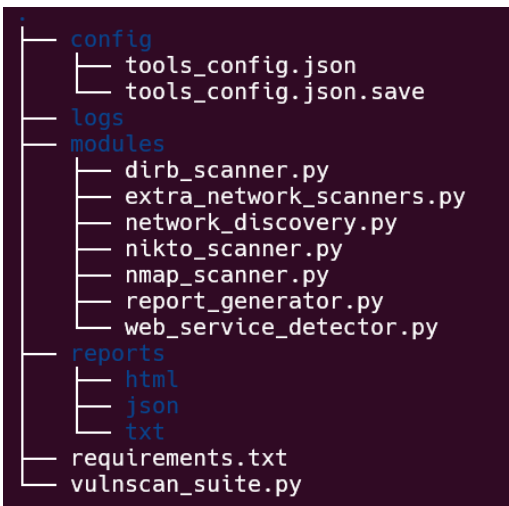 .
├── config
│   ├── tools_config.json
│   └── tools_config.json.save
├── logs
├── modules
│   ├── dirb_scanner.py
│   ├── extra_network_scanners.py
│   ├── network_discovery.py
│   ├── nikto_scanner.py
│   ├── nmap_scanner.py
│   ├── report_generator.py
│   └── web_service_detector.py
├── reports
│   ├── html
│   ├── json
│   └── txt
├── requirements.txt
└── vulnscan_suite.py